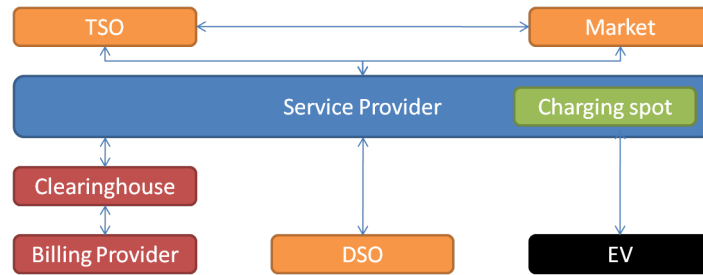 TSO
Market
Service Provider
Charging spot
Clearinghouse
Billing Provider
DSO
EV